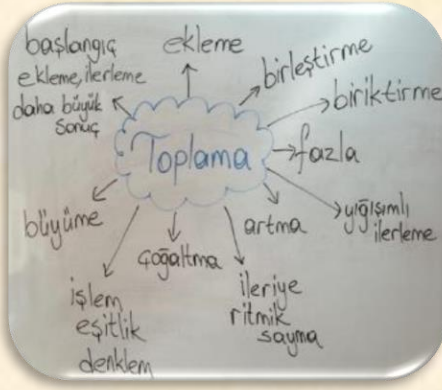 başlangıç
ekleme, ilerleme
daha büyük
sonuç
ekleme
birleştirme
biriktirme
Toplama
fazla
yığışımlı
ilerleme
artma
büyüme
çoğaltma
işlem
eşitlik
denklem
ileriye
ritmik
sayma